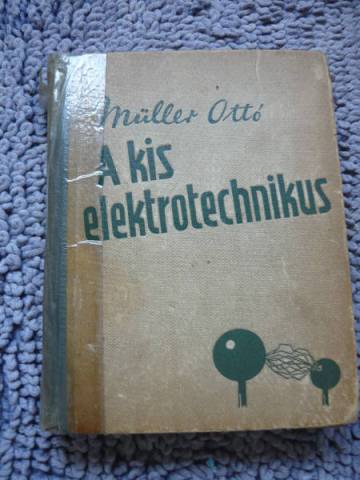 Müller Ottó
A kis
elektrotechnikus